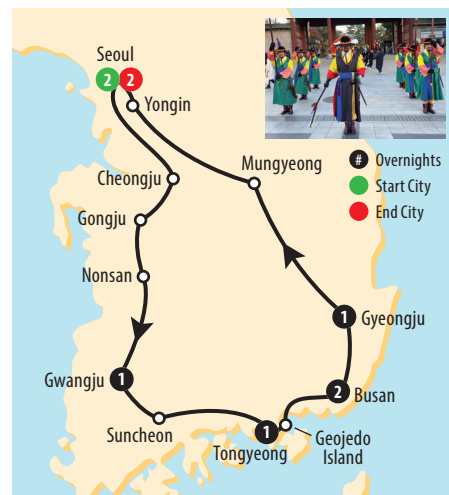 Seoul
2 2
Yongin
Cheongju
Mungyeong
# Overnights
Start City
End City
Gongju
Nonsan
1 Gyeongju
Gwangju 1
2 Busan
Suncheon
1
Tongyeong
Geojedo
Island